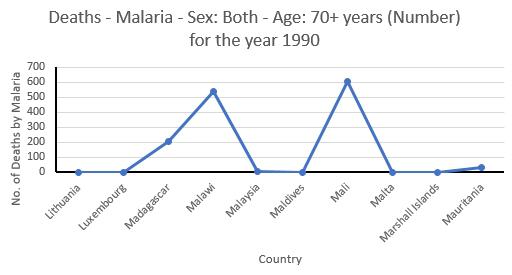 Deaths - Malaria - Sex: Both - Age: 70+ years (Number)
for the year 1990
No. of Deaths by Malaria
700
600
500
400
300
200
100
0
Lithuania
Luxembourg
Madagascar
Malawi
Malaysia
Maldives
Mali
Malta
Marshall Islands
Mauritania
Country